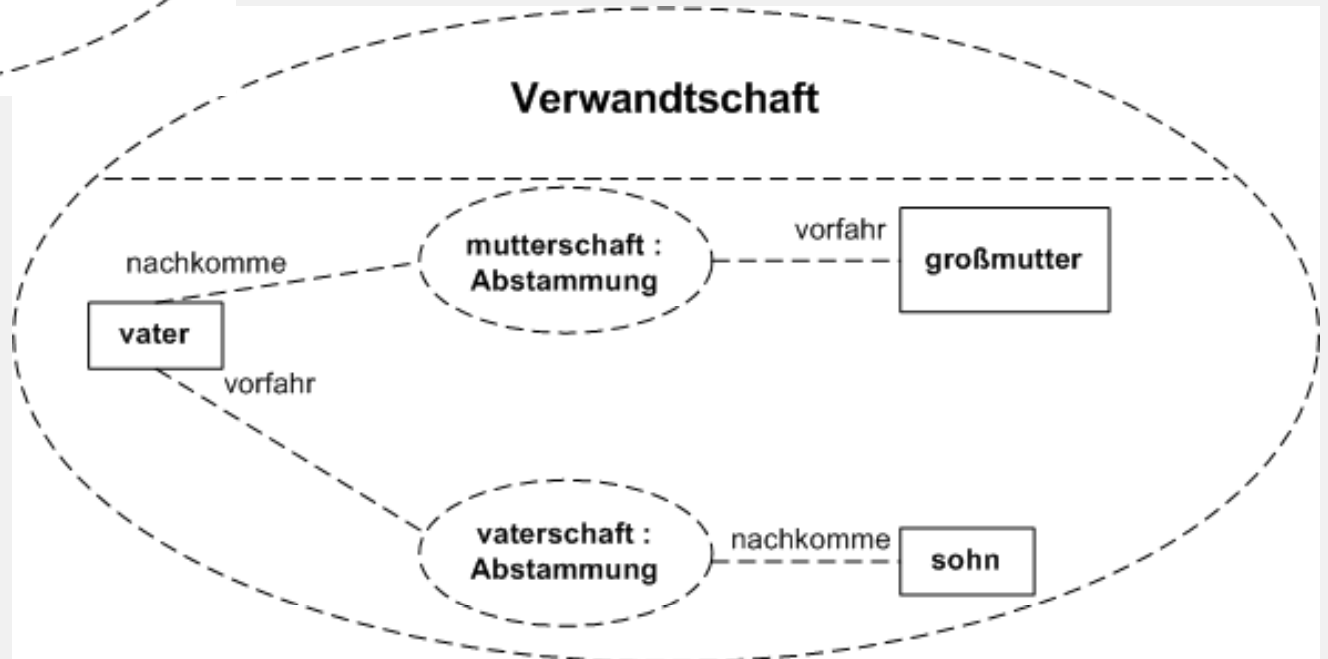 Verwandtschaft
nachkomme
mutterschaft :
Abstammung
vorfahr
großmutter
vater
vorfahr
vaterschaft :
Abstammung
nachkomme
sohn